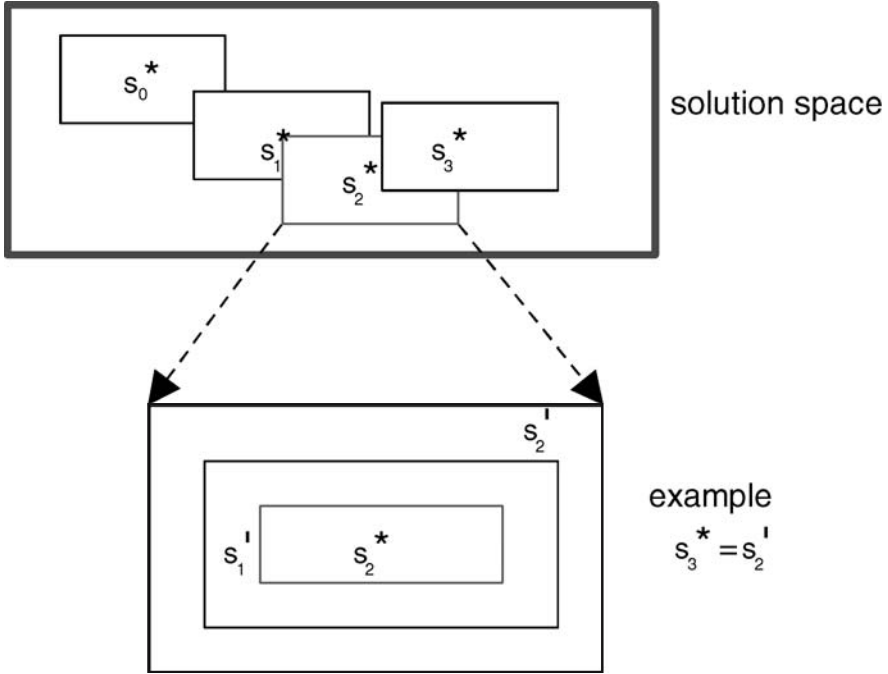 s₀*
solution space
s₁*
s₂*
s₃*
s₂'
s₁'
s₂*
example
s₃* = s₂'